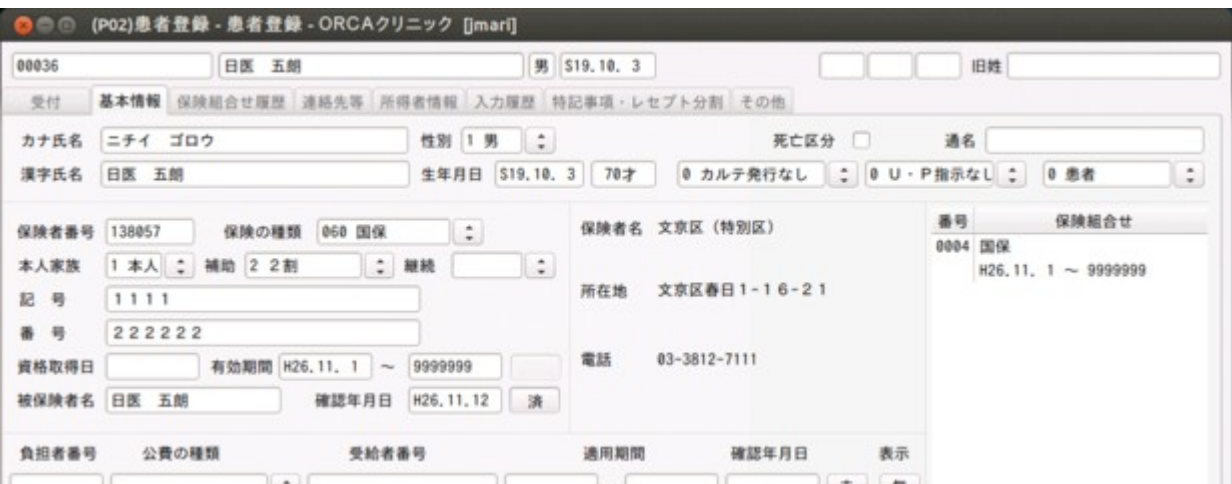 (P02)患者登録 - 患者登録 - ORCAクリニック [jmari]
00036 日医 五朗 男 S19.10. 3 旧姓
受付 基本情報 保険組合せ履歴 連絡先等 所得者情報 入力履歴 特記事項・レセプト分割 その他
カナ氏名 ニチイ ゴロウ 性別 1 男 死亡区分 通名
漢字氏名 日医 五朗 生年月日 S19.10. 3 70才 0 カルテ発行なし 0 U・P指示なし 0 患者
保険者番号 138057 保険の種類 060 国保 保険者名 文京区（特別区） 番号 保険組合せ
本人家族 1 本人 補助 2 2割 継続 0004 国保
H26.11. 1 ～ 9999999
記 号 1111 所在地 文京区春日1-16-21
番 号 222222
資格取得日 有効期間 H26.11. 1 ～ 9999999 電話 03-3812-7111
被保険者名 日医 五朗 確認年月日 H26.11.12 済
負担者番号 公費の種類 受給者番号 適用期間 確認年月日 表示